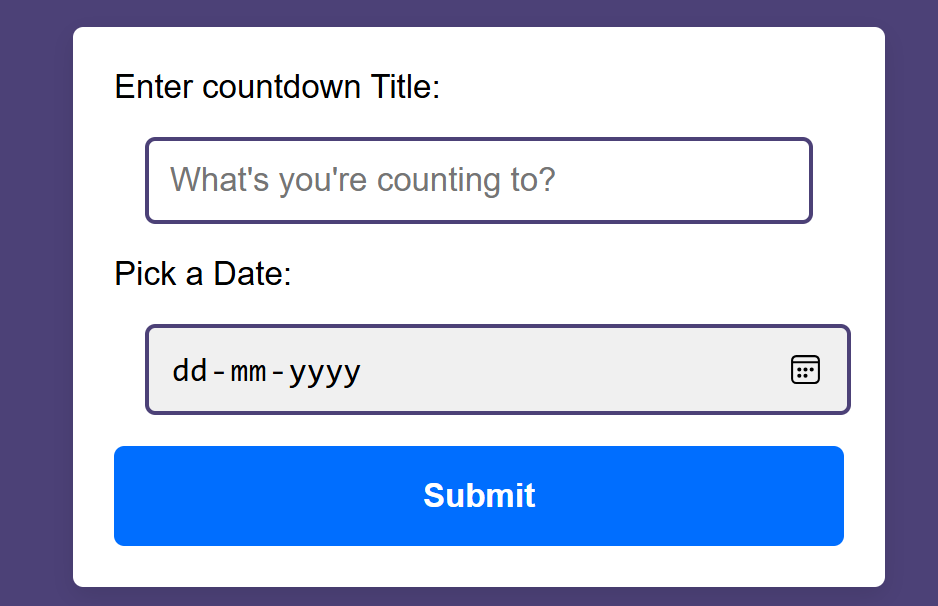 Enter countdown Title:
What's you're counting to?
Pick a Date:
dd-mm-yyyy
Submit